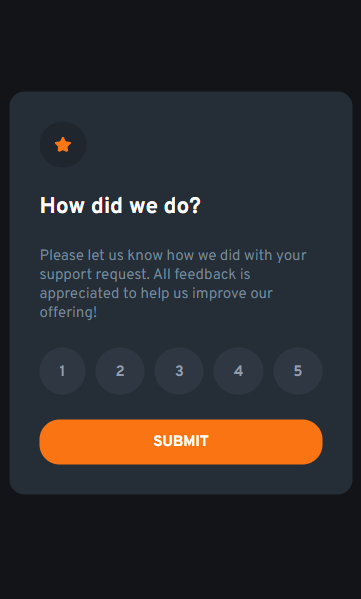 How did we do?
Please let us know how we did with your
support request. All feedback is
appreciated to help us improve our
offering!
1 2 3 4 5
SUBMIT